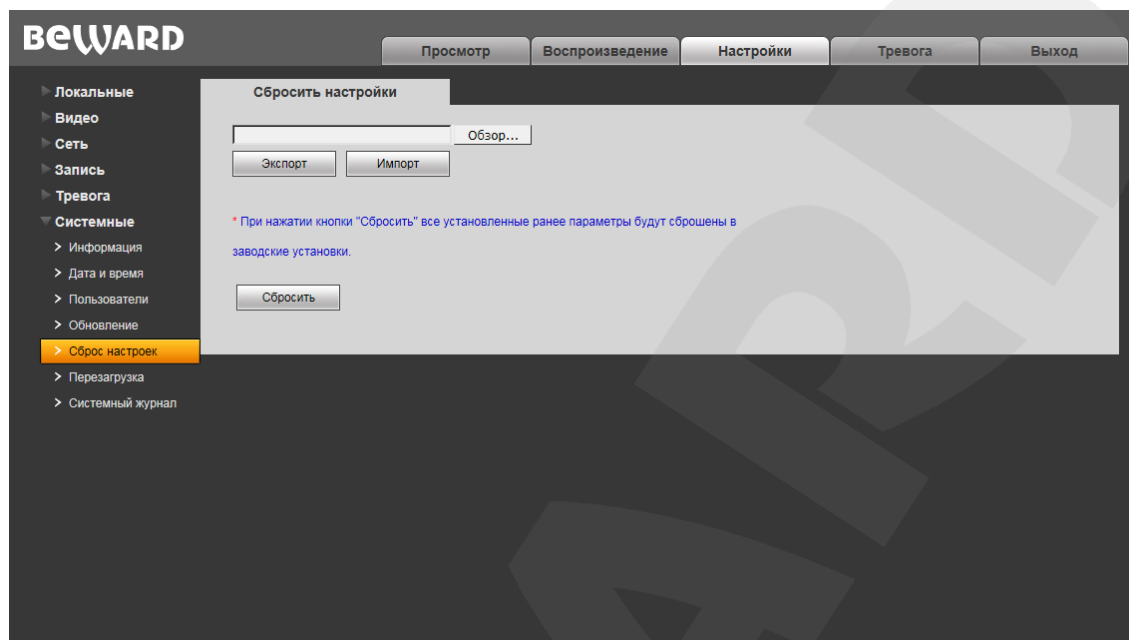 BEWARD
Просмотр
Воспроизведение
Настройки
Тревога
Выход
Локальные
Видео
Сеть
Запись
Тревога
Системные
> Информация
> Дата и время
> Пользователи
> Обновление
> Сброс настроек
> Перезагрузка
> Системный журнал
Сбросить настройки
Обзор...
Экспорт
Импорт
* При нажатии кнопки "Сбросить" все установленные ранее параметры будут сброшены в
заводские установки.
Сбросить